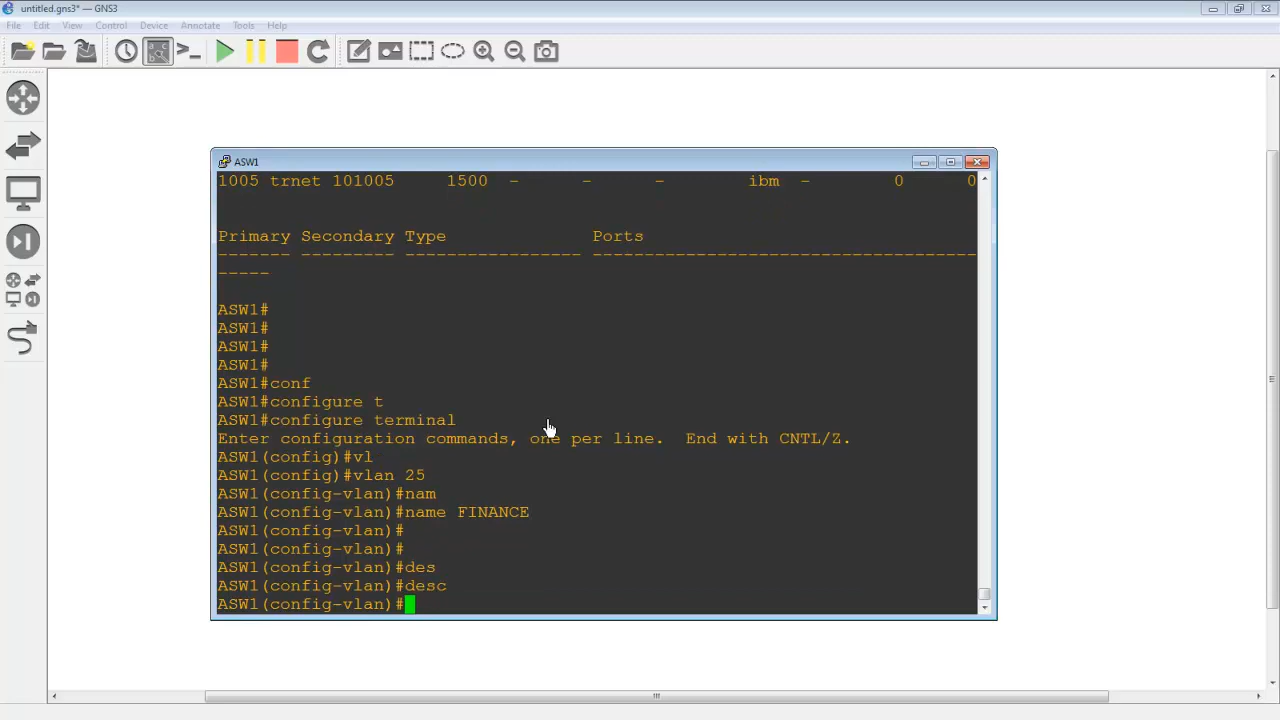 untitled.gns3* — GNS3
File Edit View Control Device Annotate Tools Help
ASW1
1005 trnet 101005     1500  -      -      -        ibm  -        0      0
Primary Secondary Type              Ports
------- --------- ----------------- -------------------------------------
-----
ASW1#
ASW1#
ASW1#
ASW1#
ASW1#conf
ASW1#configure t
ASW1#configure terminal
Enter configuration commands, one per line.  End with CNTL/Z.
ASW1(config)#vl
ASW1(config)#vlan 25
ASW1(config-vlan)#nam
ASW1(config-vlan)#name FINANCE
ASW1(config-vlan)#
ASW1(config-vlan)#
ASW1(config-vlan)#des
ASW1(config-vlan)#desc
ASW1(config-vlan)#